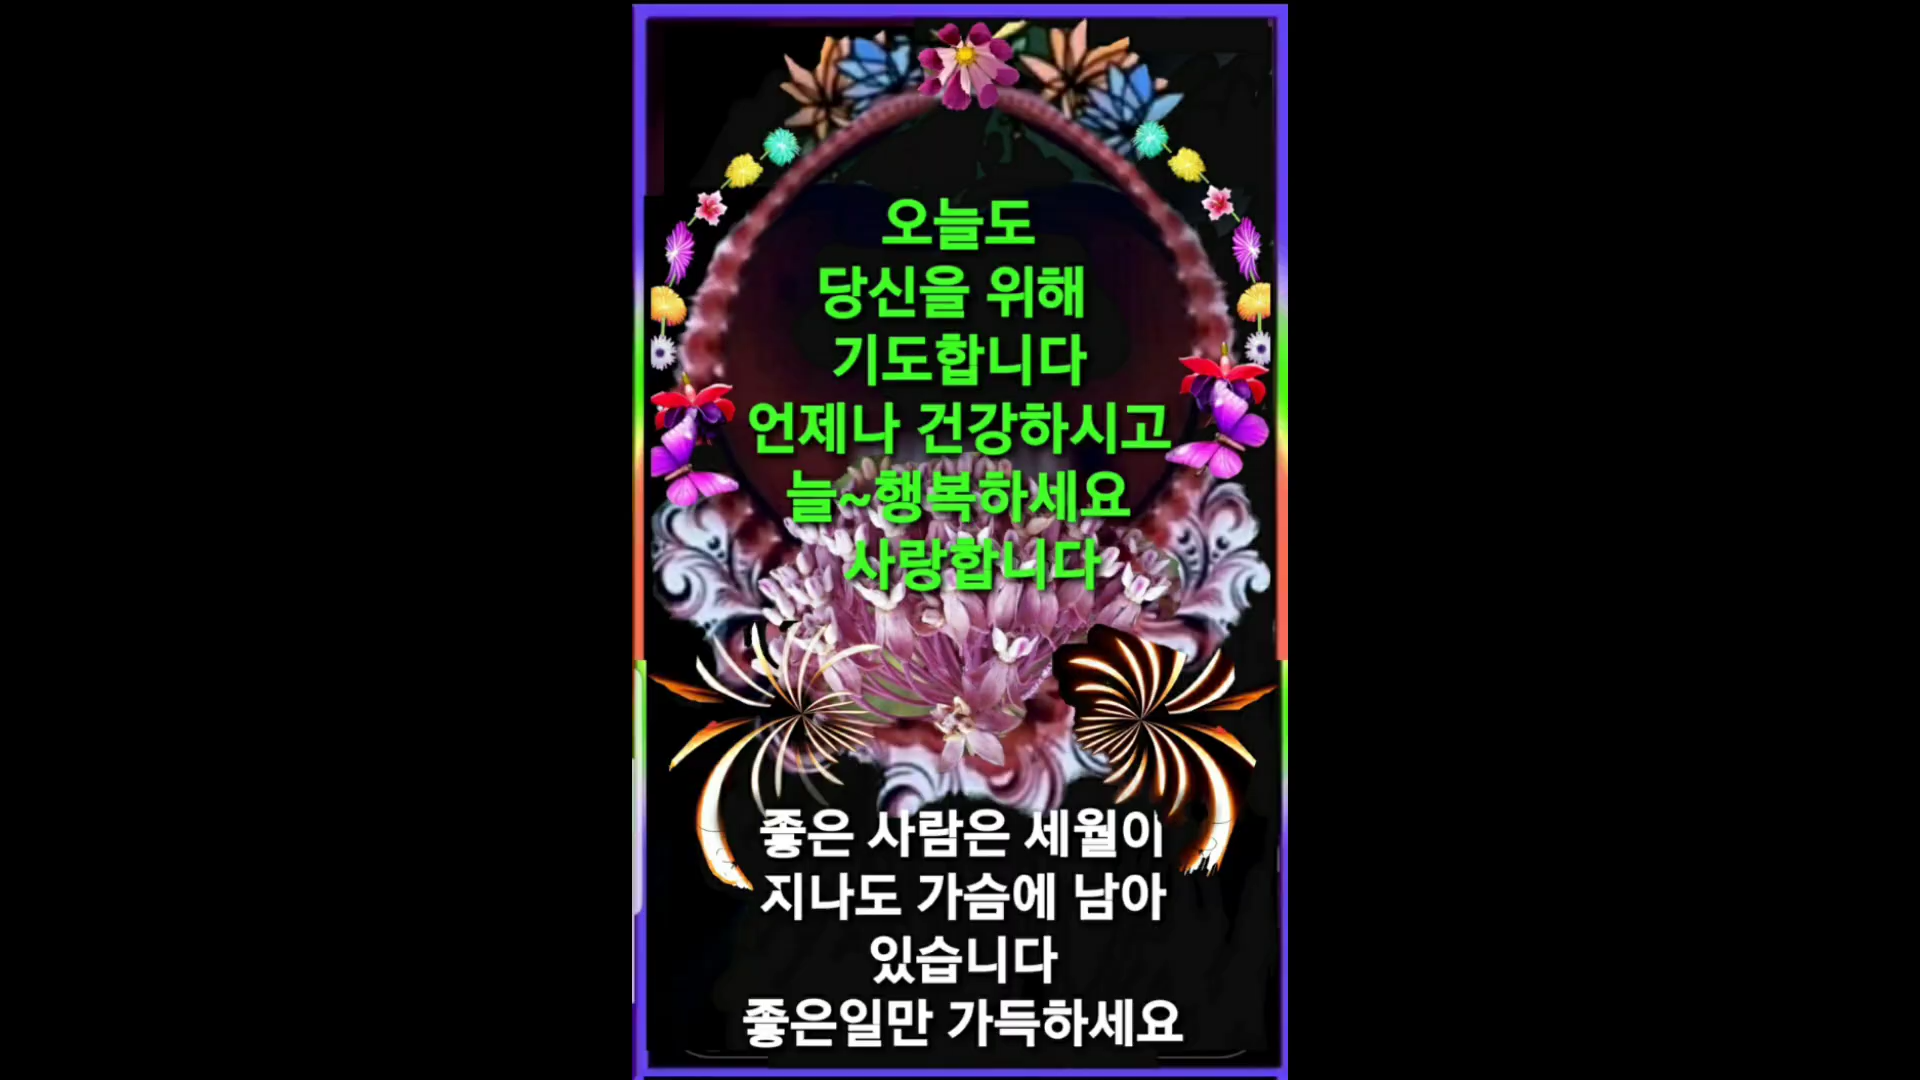 오늘도
당신을 위해
기도합니다
언제나 건강하시고
늘~행복하세요
사랑합니다
좋은 사람은 세월이
지나도 가슴에 남아
있습니다
좋은일만 가득하세요